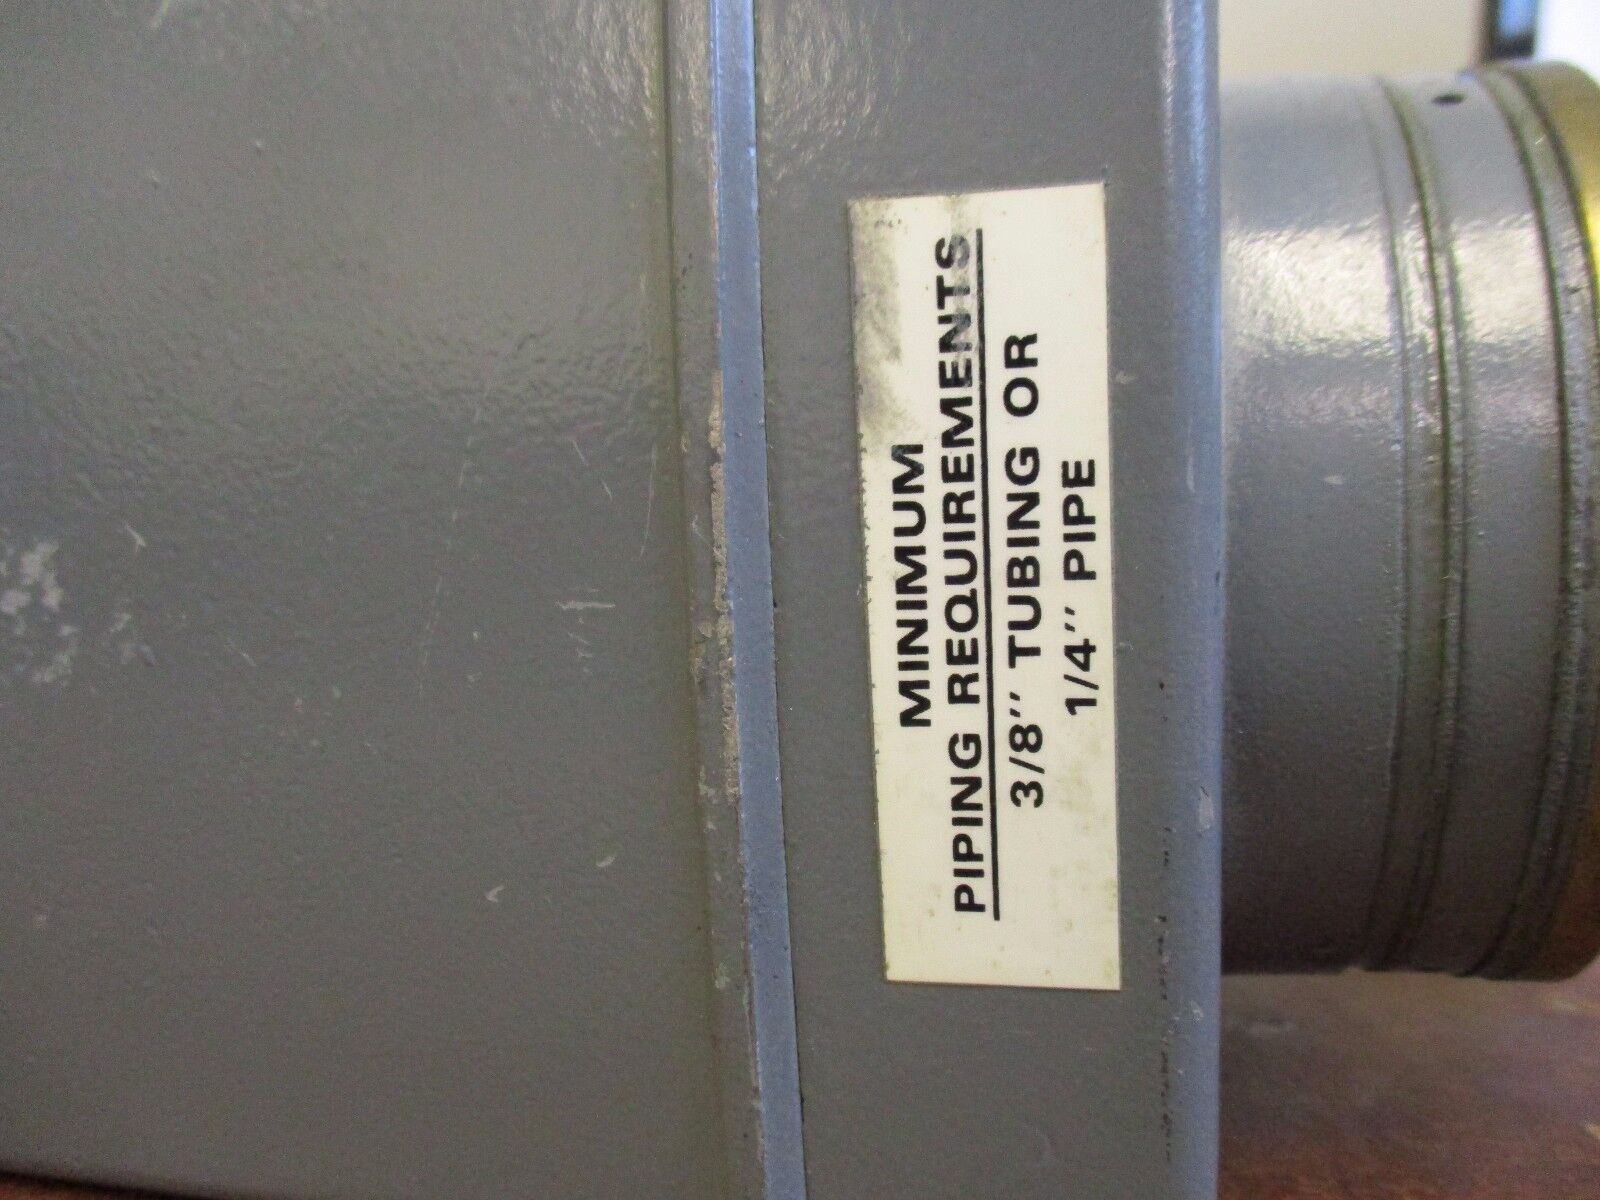 MINIMUM
PIPING REQUIREMENTS
3/8" TUBING OR
1/4" PIPE